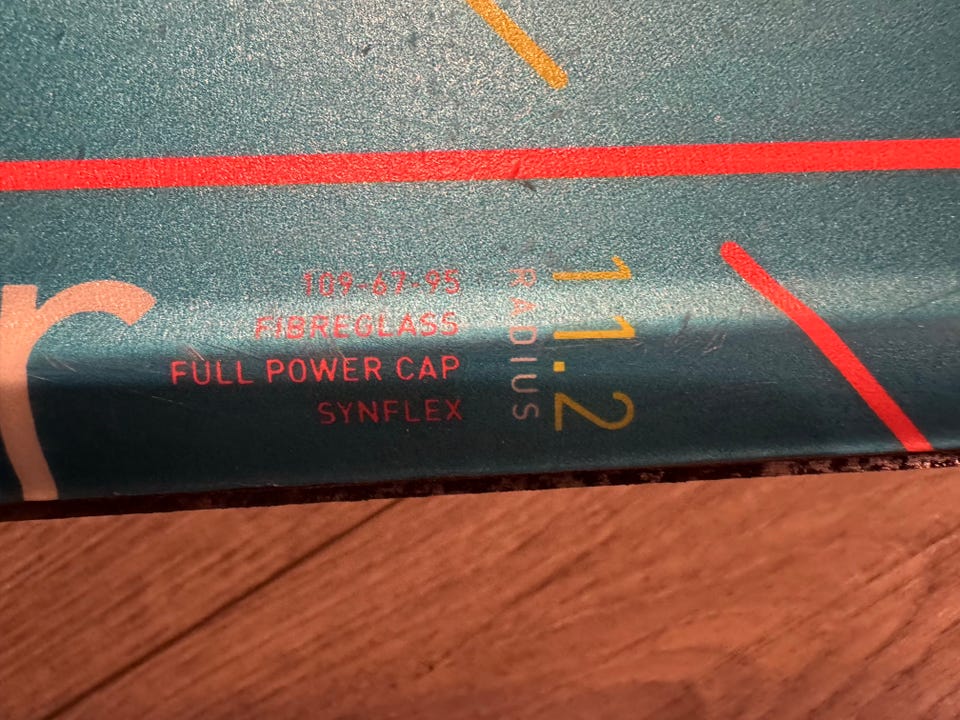 r
109-67-95
FIBREGLASS
FULL POWER CAP
SYNFLEX
RADIUS
11.2